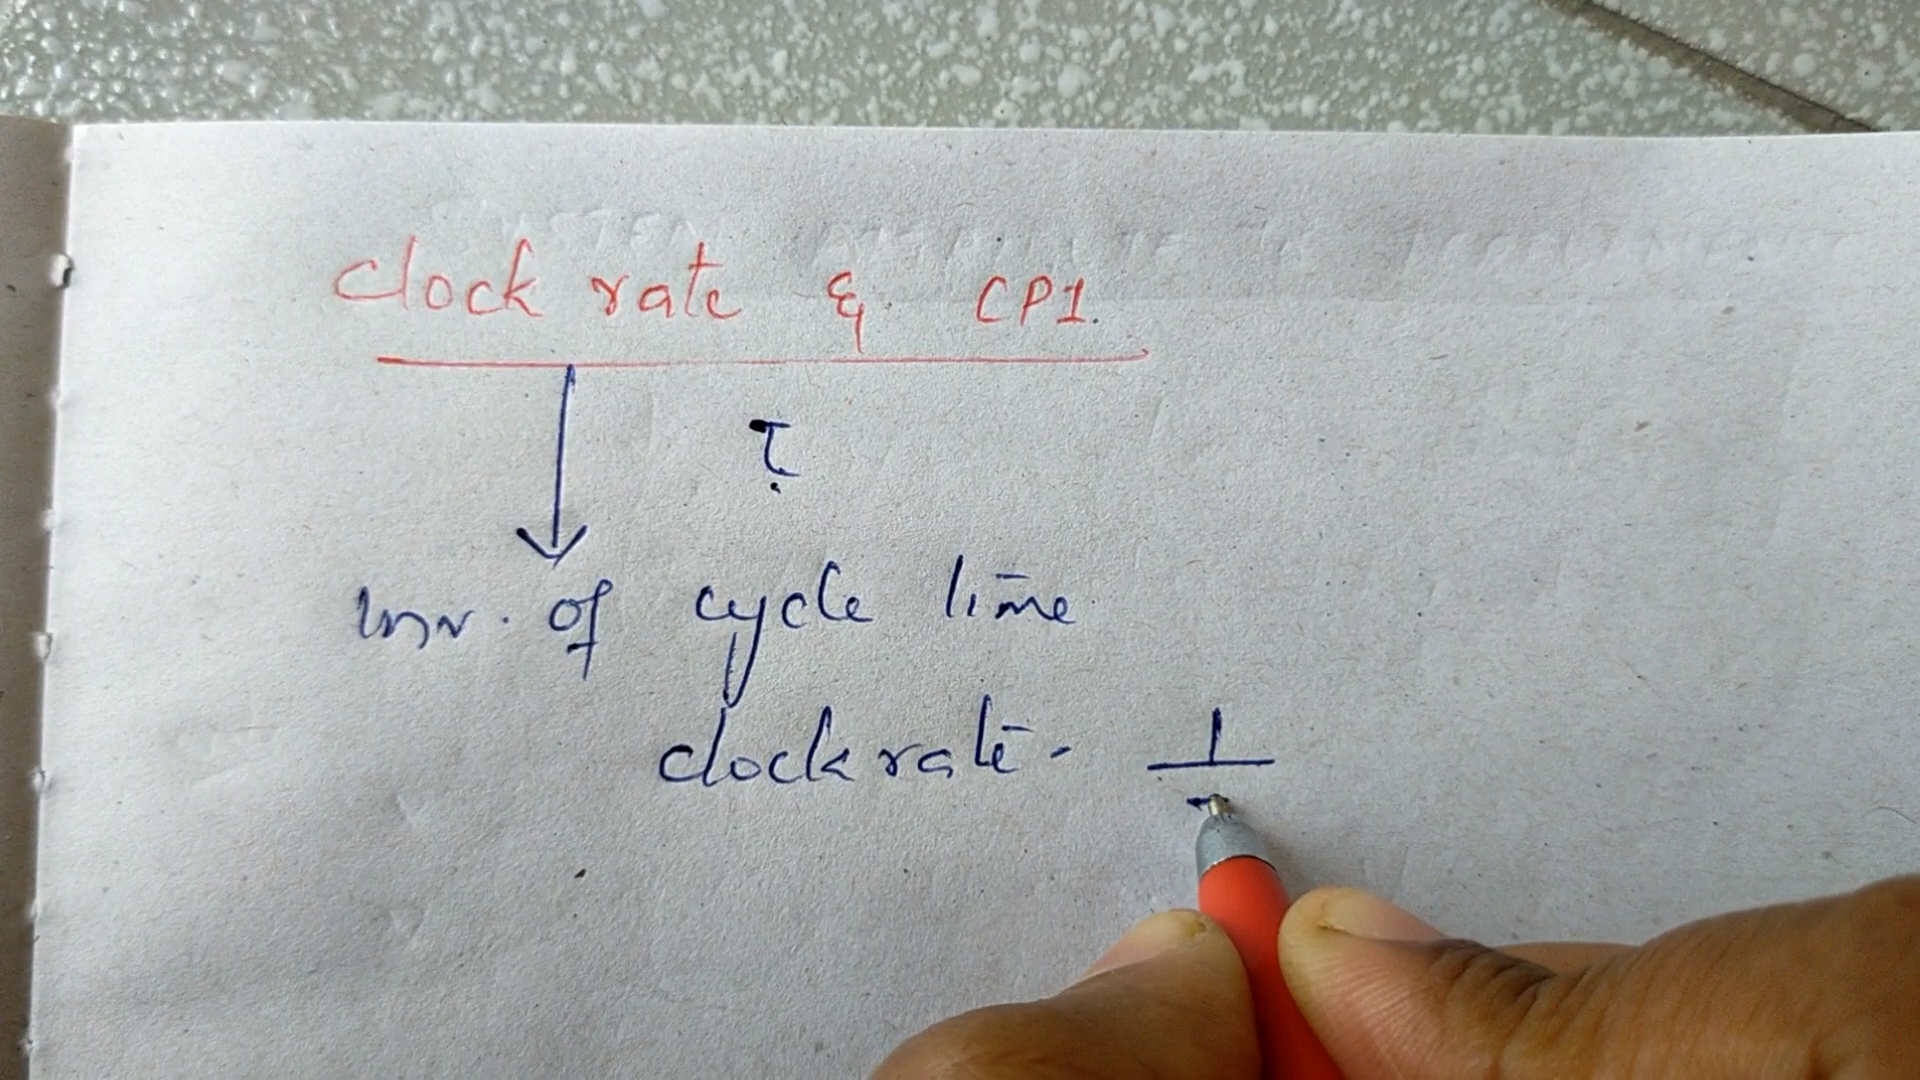 clock rate & CPI.
τ
Inv. of cycle time
clock rate - 1